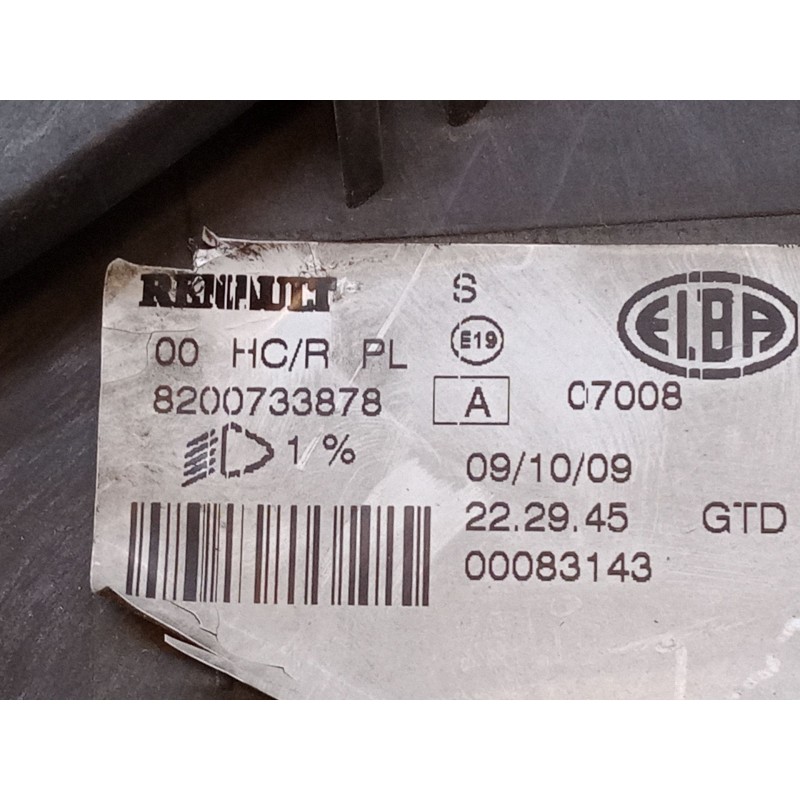 RENAULT S ELBA
00 HC/R PL E19
8200733878 A 07008
1 % 09/10/09
22.29.45 GTD
00083143